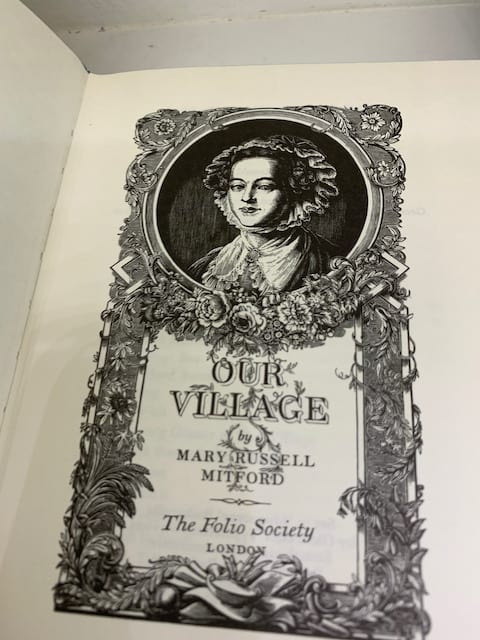 OUR
VILLAGE
by
MARY RUSSELL
MITFORD
The Folio Society
LONDON